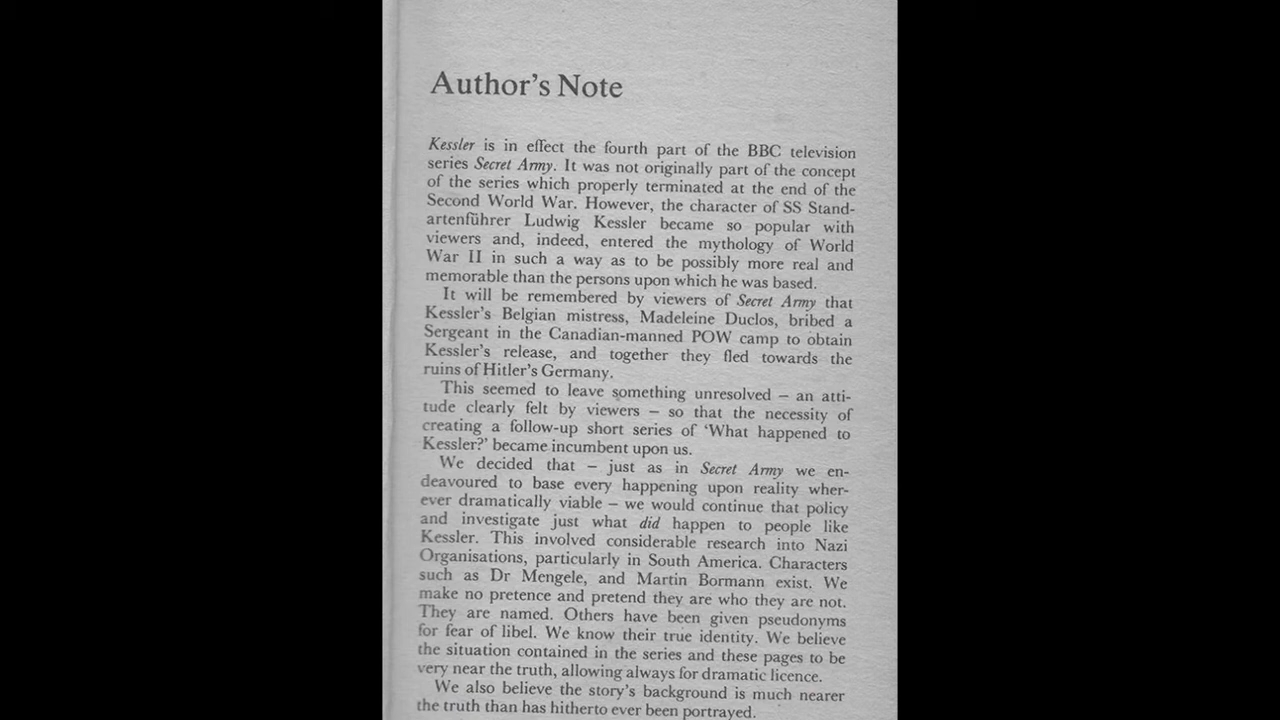 Author's Note
Kessler is in effect the fourth part of the BBC television
series Secret Army. It was not originally part of the concept
of the series which properly terminated at the end of the
Second World War. However, the character of SS Stand-
artenführer Ludwig Kessler became so popular with
viewers and, indeed, entered the mythology of World
War II in such a way as to be possibly more real and
memorable than the persons upon which he was based.
It will be remembered by viewers of Secret Army that
Kessler's Belgian mistress, Madeleine Duclos, bribed a
Sergeant in the Canadian-manned POW camp to obtain
Kessler's release, and together they fled towards the
ruins of Hitler's Germany.
This seemed to leave something unresolved – an atti-
tude clearly felt by viewers – so that the necessity of
creating a follow-up short series of 'What happened to
Kessler?' became incumbent upon us.
We decided that – just as in Secret Army we en-
deavoured to base every happening upon reality wher-
ever dramatically viable – we would continue that policy
and investigate just what did happen to people like
Kessler. This involved considerable research into Nazi
Organisations, particularly in South America. Characters
such as Dr Mengele, and Martin Bormann exist. We
make no pretence and pretend they are who they are not.
They are named. Others have been given pseudonyms
for fear of libel. We know their true identity. We believe
the situation contained in the series and these pages to be
very near the truth, allowing always for dramatic licence.
We also believe the story's background is much nearer
the truth than has hitherto ever been portrayed.